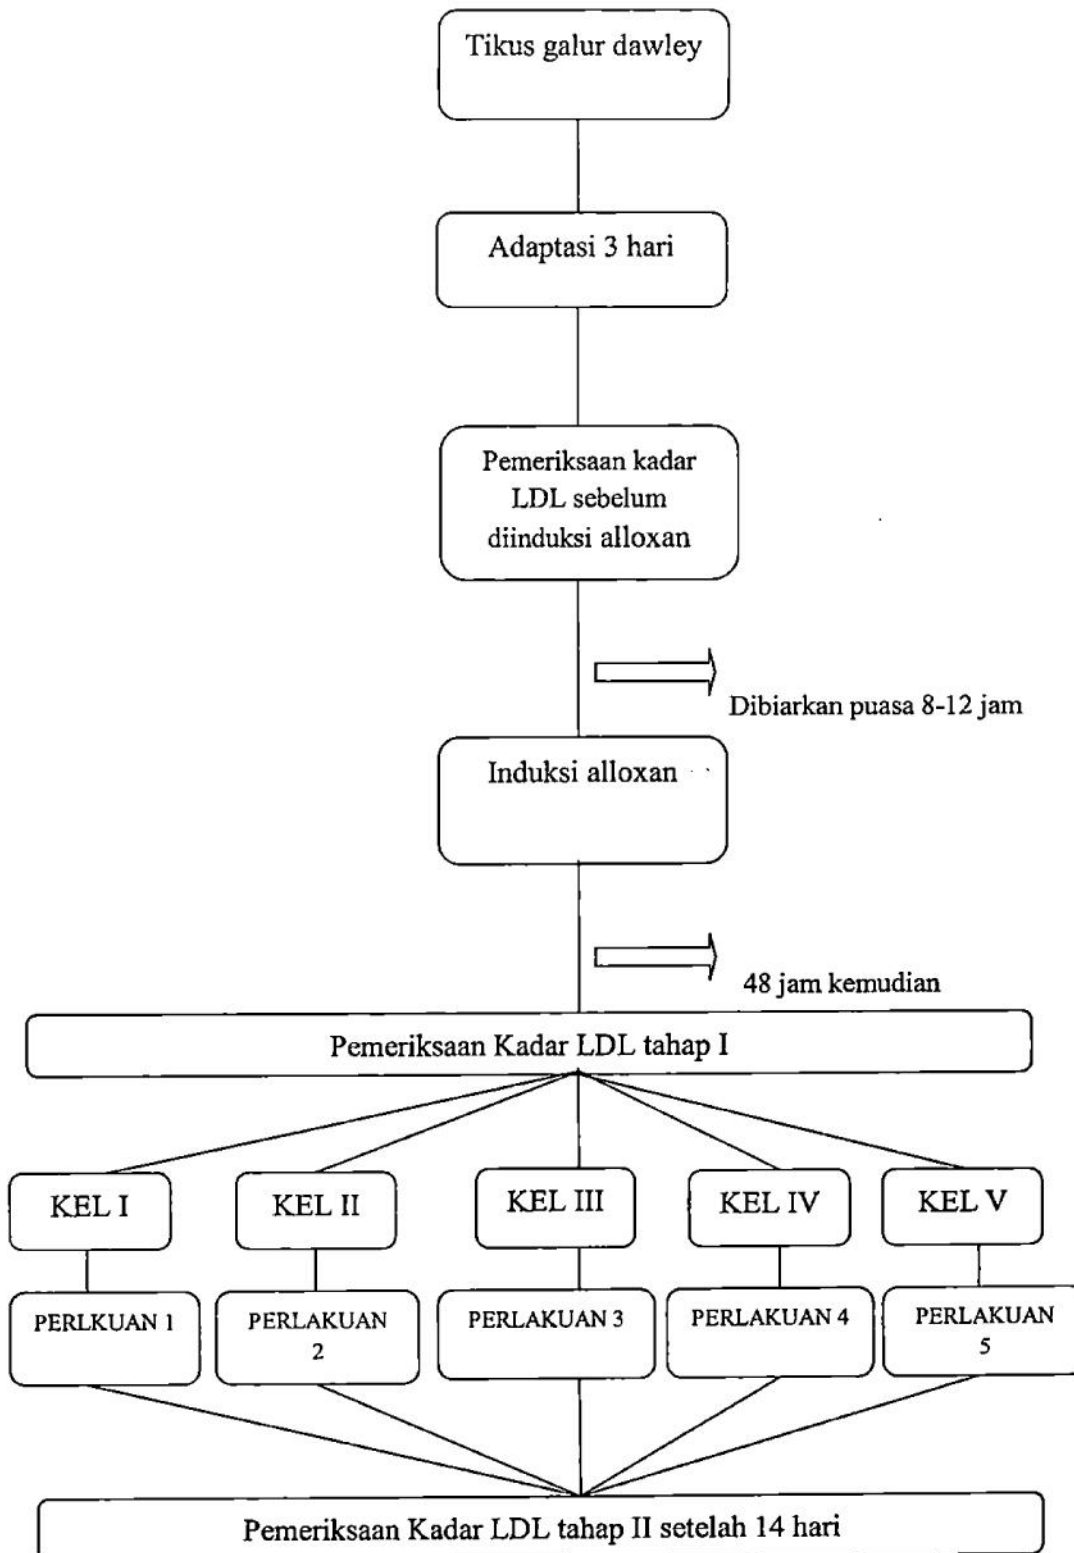 Tikus galur dawley
Adaptasi 3 hari
Pemeriksaan kadar
LDL sebelum
diinduksi alloxan
Dibiarkan puasa 8-12 jam
Induksi alloxan
48 jam kemudian
Pemeriksaan Kadar LDL tahap I
KEL I
KEL II
KEL III
KEL IV
KEL V
PERLKUAN 1
PERLAKUAN
2
PERLAKUAN 3
PERLAKUAN 4
PERLAKUAN
5
Pemeriksaan Kadar LDL tahap II setelah 14 hari